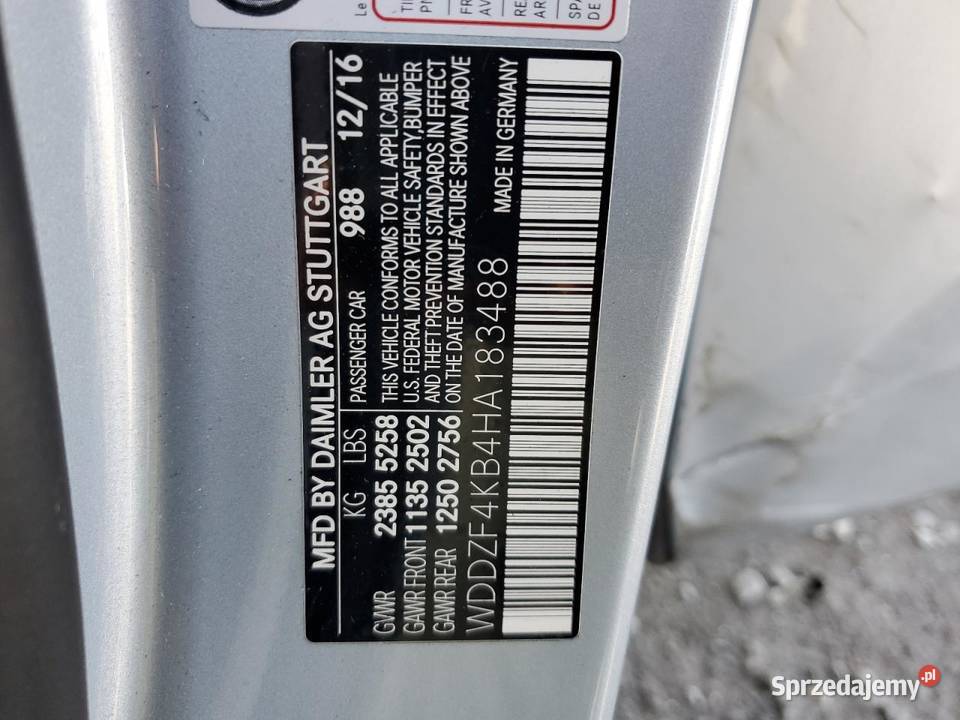 MFD BY DAIMLER AG STUTTGART
KG LBS PASSENGER CAR 988 12/16
GVWR 2385 5258 THIS VEHICLE CONFORMS TO ALL APPLICABLE
GAWR FRONT 1135 2502 U.S. FEDERAL MOTOR VEHICLE SAFETY, BUMPER
GAWR REAR 1250 2756 AND THEFT PREVENTION STANDARDS IN EFFECT
ON THE DATE OF MANUFACTURE SHOWN ABOVE
WDDZF4KB4HA183488 MADE IN GERMANY
Sprzedajemy.pl